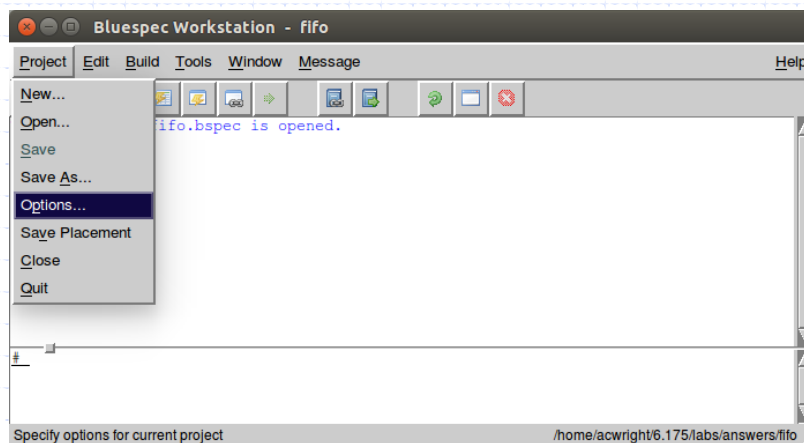 Bluespec Workstation - fifo
Project Edit Build Tools Window Message Help
New...
Open...
Save
Save As...
Options...
Save Placement
Close
Quit
fifo.bspec is opened.
#
Specify options for current project /home/acwright/6.175/labs/answers/fifo